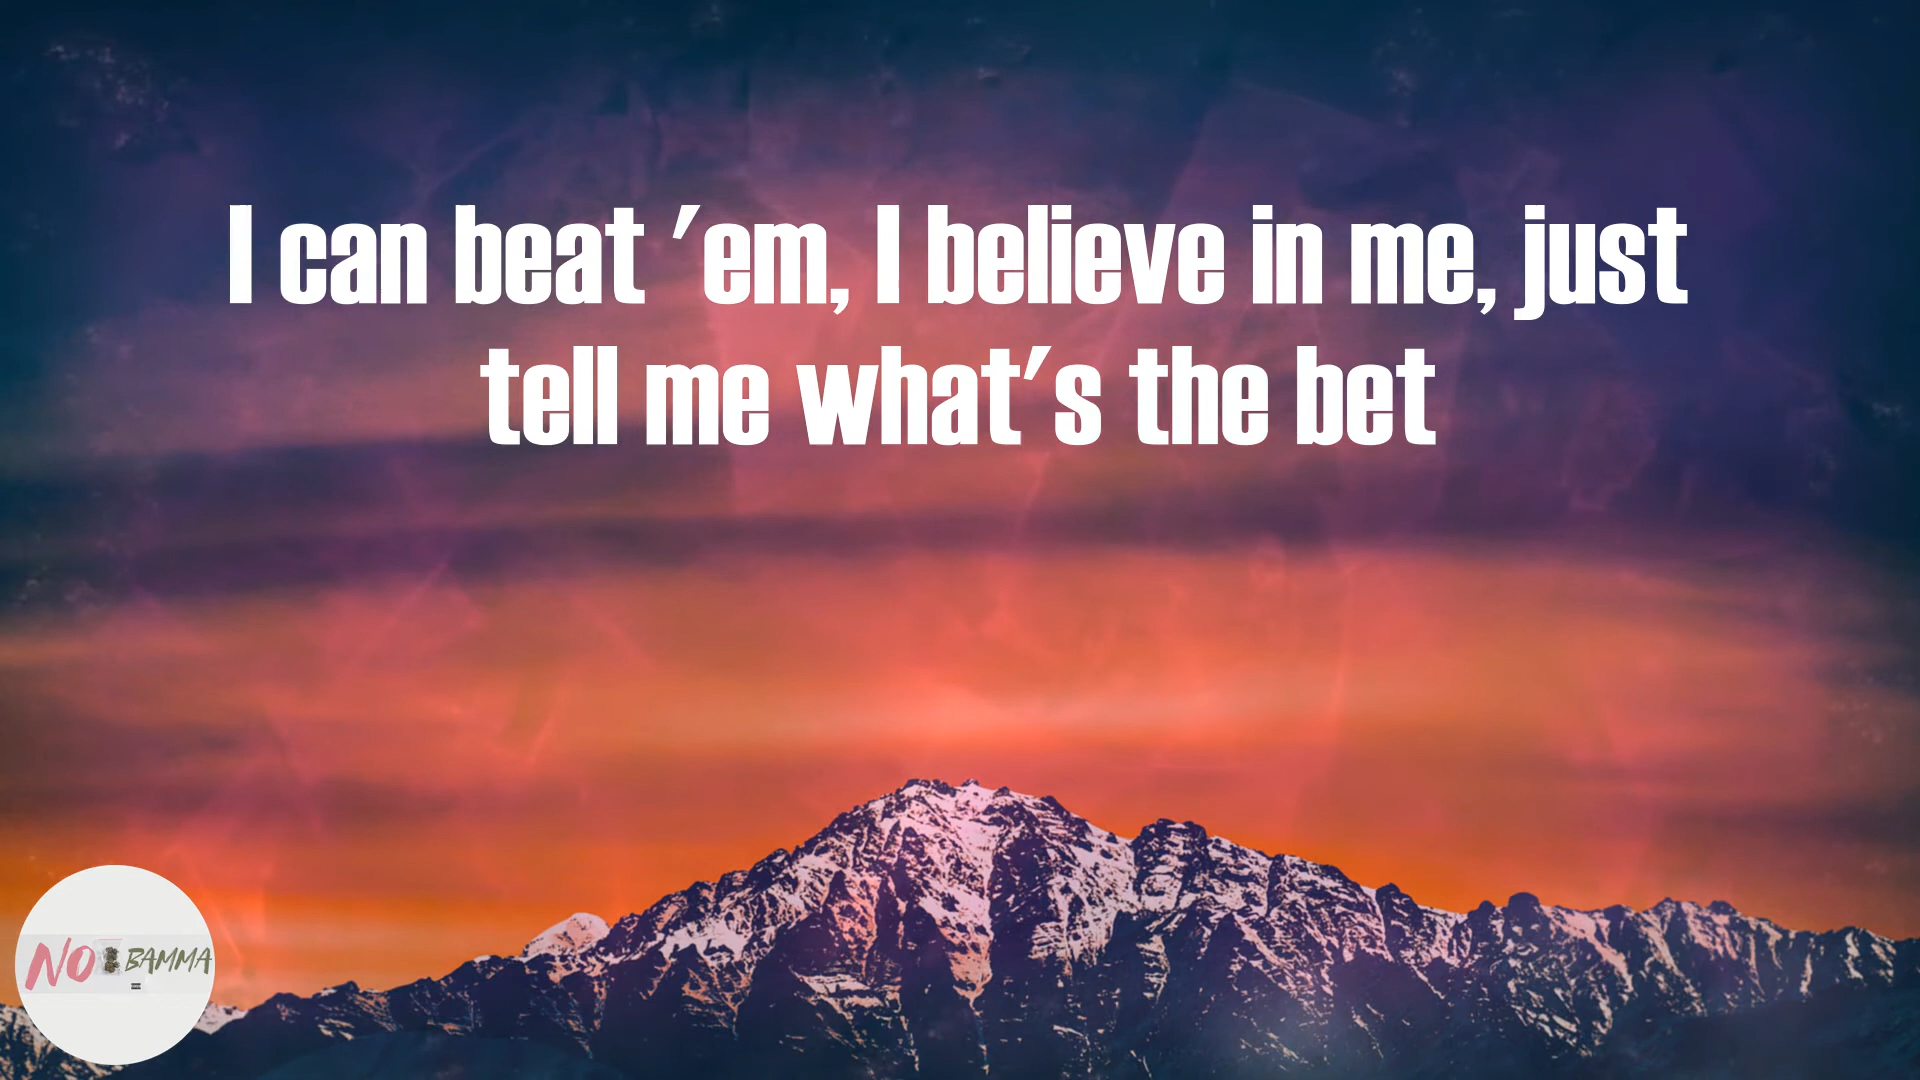 I can beat 'em, I believe in me, just
tell me what's the bet
NO BAMMA